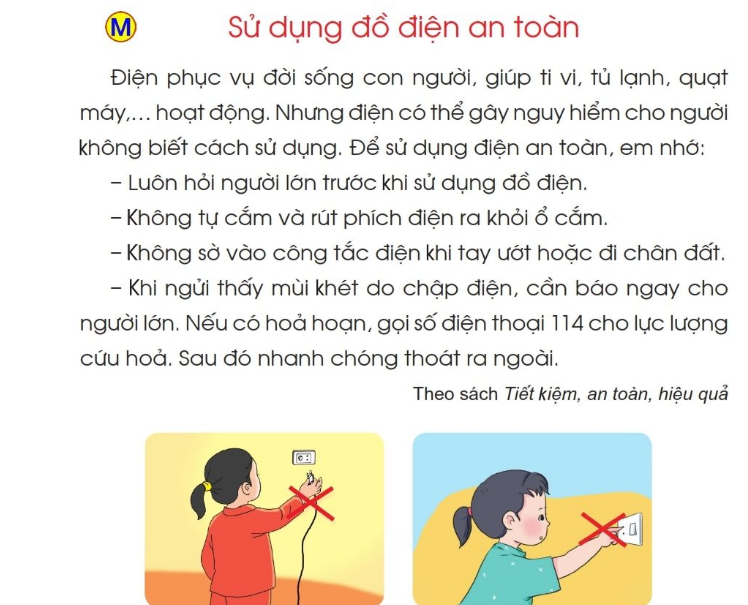 M
Sử dụng đồ điện an toàn
Điện phục vụ đời sống con người, giúp ti vi, tủ lạnh, quạt
máy,... hoạt động. Nhưng điện có thể gây nguy hiểm cho người
không biết cách sử dụng. Để sử dụng điện an toàn, em nhớ:
– Luôn hỏi người lớn trước khi sử dụng đồ điện.
– Không tự cắm và rút phích điện ra khỏi ổ cắm.
– Không sờ vào công tắc điện khi tay ướt hoặc đi chân đất.
– Khi ngửi thấy mùi khét do chập điện, cần báo ngay cho
người lớn. Nếu có hoả hoạn, gọi số điện thoại 114 cho lực lượng
cứu hoả. Sau đó nhanh chóng thoát ra ngoài.
Theo sách Tiết kiệm, an toàn, hiệu quả